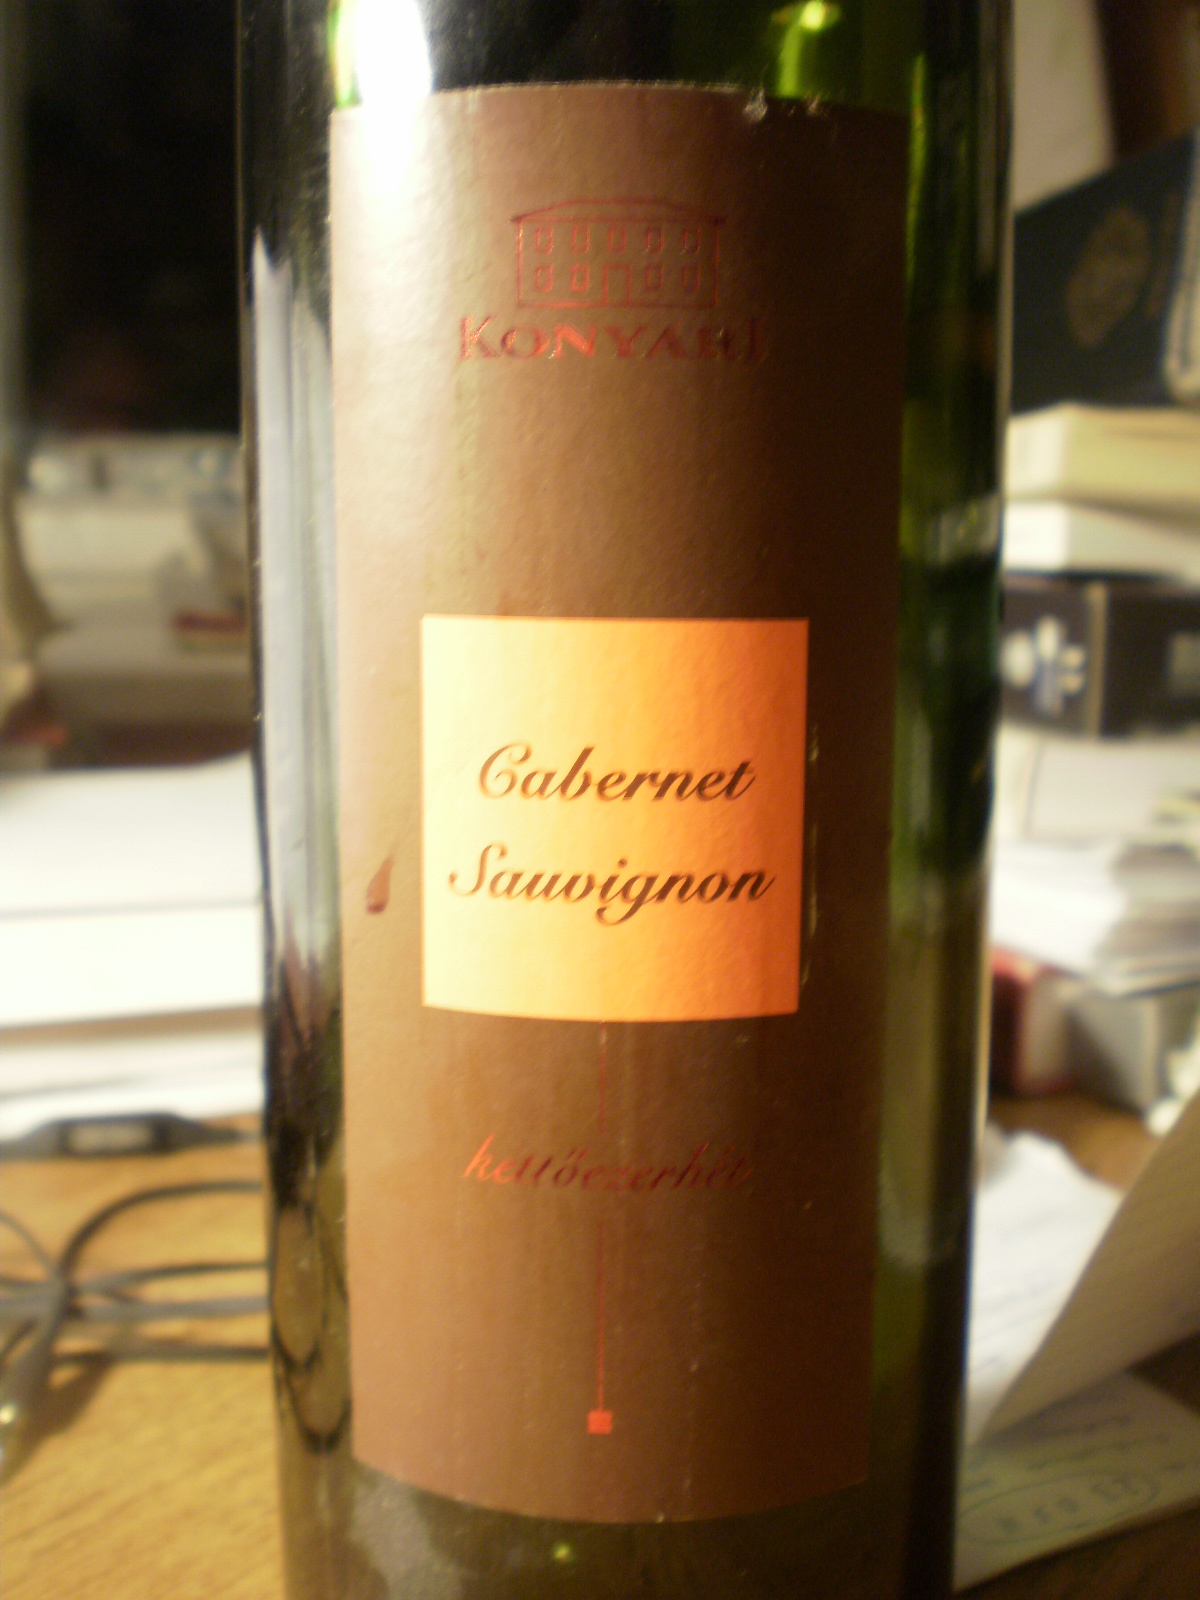 KONYARI
Cabernet
Sauvignon
kettőezerhét